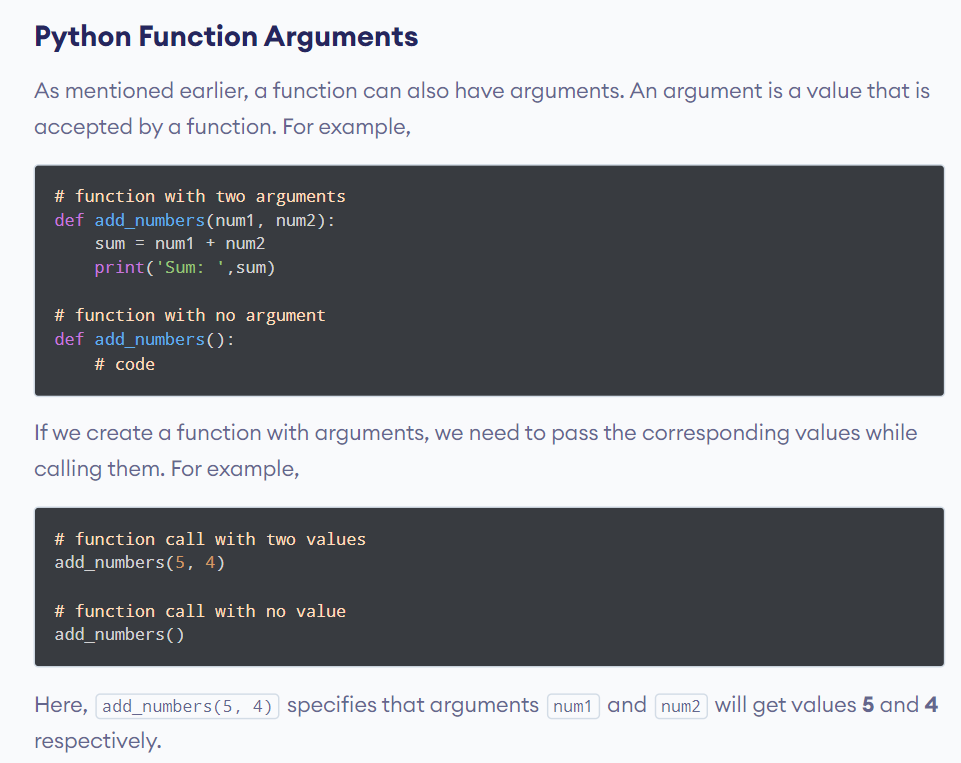 Python Function Arguments
As mentioned earlier, a function can also have arguments. An argument is a value that is
accepted by a function. For example,
# function with two arguments
def add_numbers(num1, num2):
    sum = num1 + num2
    print('Sum: ',sum)

# function with no argument
def add_numbers():
    # code
If we create a function with arguments, we need to pass the corresponding values while
calling them. For example,
# function call with two values
add_numbers(5, 4)

# function call with no value
add_numbers()
Here, add_numbers(5, 4) specifies that arguments num1 and num2 will get values 5 and 4
respectively.